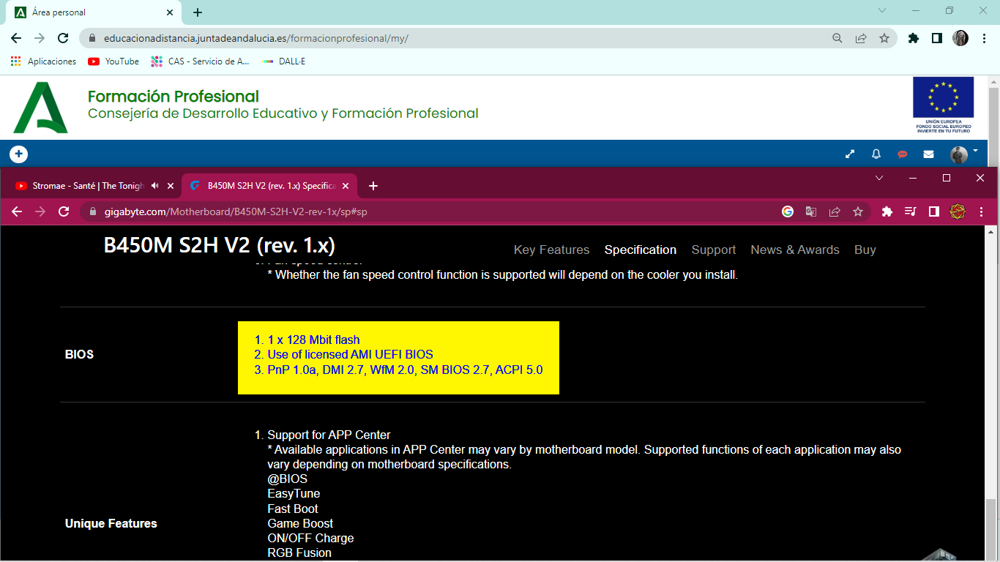 Área personal
educacionadistancia.juntadeandalucia.es/formacionprofesional/my/
Aplicaciones
YouTube
CAS - Servicio de A...
DALL·E
Formación Profesional
Consejería de Desarrollo Educativo y Formación Profesional
UNIÓN EUROPEA
FONDO SOCIAL EUROPEO
INVIERTE EN TU FUTURO
Stromae - Santé | The Tonigh
B450M S2H V2 (rev. 1.x) Specifica
gigabyte.com/Motherboard/B450M-S2H-V2-rev-1x/sp#sp
B450M S2H V2 (rev. 1.x)
Key Features
Specification
Support
News & Awards
Buy
Fan speed control
* Whether the fan speed control function is supported will depend on the cooler you install.
BIOS
1. 1 x 128 Mbit flash
2. Use of licensed AMI UEFI BIOS
3. PnP 1.0a, DMI 2.7, WfM 2.0, SM BIOS 2.7, ACPI 5.0
Unique Features
1. Support for APP Center
* Available applications in APP Center may vary by motherboard model. Supported functions of each application may also
vary depending on motherboard specifications.
@BIOS
EasyTune
Fast Boot
Game Boost
ON/OFF Charge
RGB Fusion